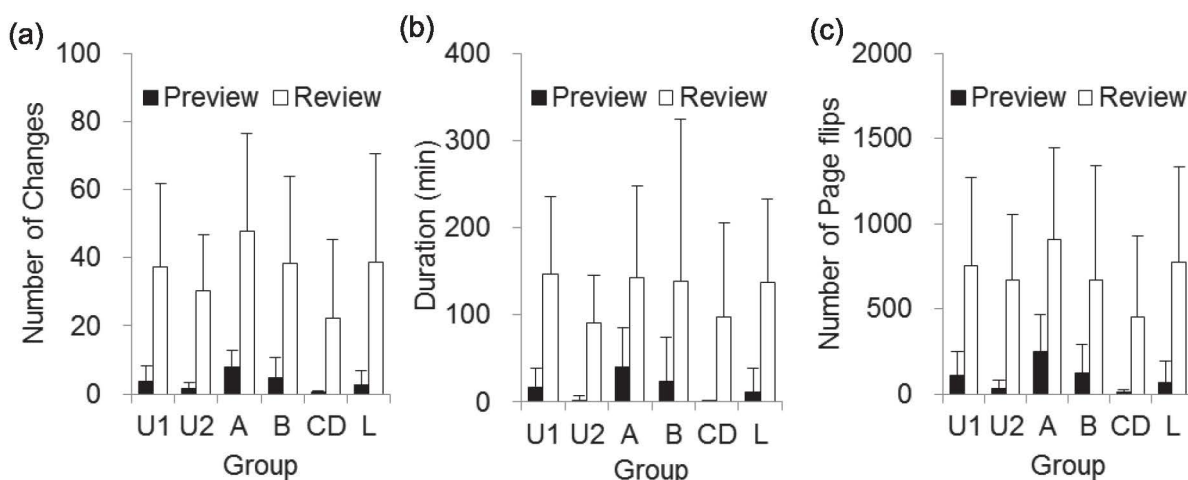 (a)
100
80
60
40
20
0
Number of Changes
Preview Review
U1 U2 A B CD L
Group
(b)
400
300
200
100
0
Duration (min)
Preview Review
U1 U2 A B CD L
Group
(c)
2000
1500
1000
500
0
Number of Page flips
Preview Review
U1 U2 A B CD L
Group